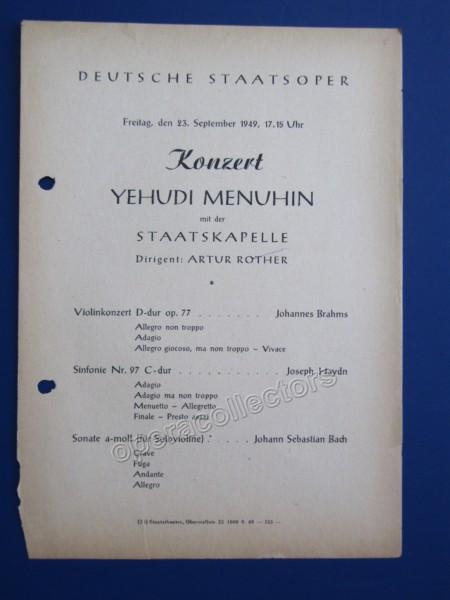 DEUTSCHE STAATSOPER
Freitag, den 23. September 1949, 17.15 Uhr
Konzert
YEHUDI MENUHIN
mit der
STAATSKAPELLE
Dirigent: ARTUR ROTHER
*
Violinkonzert D-dur op. 77 . . . . . . . Johannes Brahms
Allegro non troppo
Adagio
Allegro giocoso, ma non troppo – Vivace
Sinfonie Nr. 97 C-dur . . . . . . . . . . . Joseph Haydn
Adagio
Adagio ma non troppo
Menuetto – Allegretto
Finale – Presto assai
Sonate a-moll (für Solovioline) . . . . . Johann Sebastian Bach
Grave
Fuga
Andante
Allegro
operacollectors